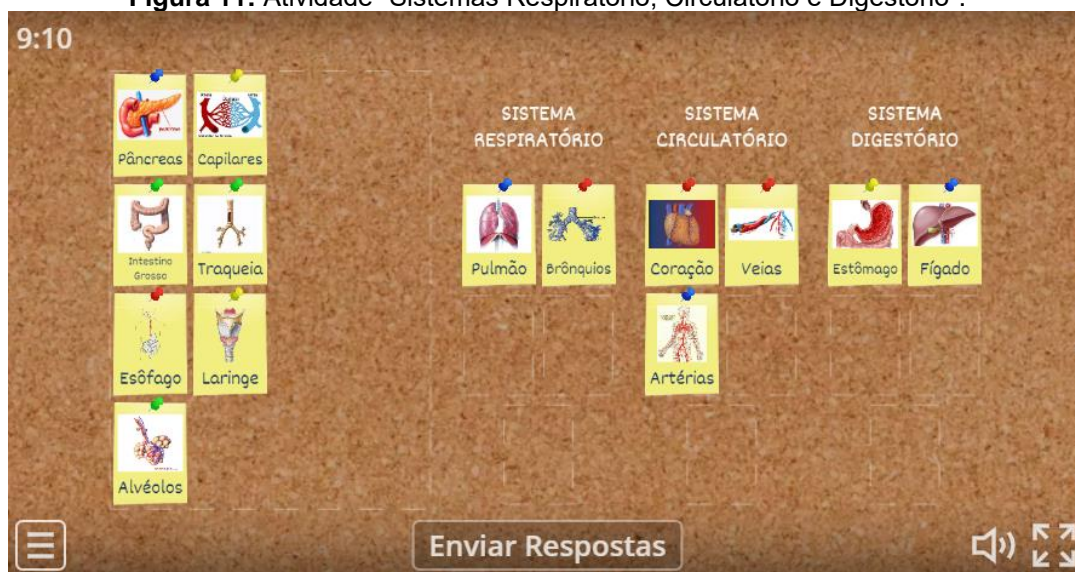 Figura 11: Atividade "Sistemas Respiratório, Circulatório e Digestório".
9:10
Pâncreas
Capilares
Intestino
Grosso
Traqueia
Esôfago
Laringe
Alvéolos
SISTEMA
RESPIRATÓRIO
Pulmão
Brônquios
SISTEMA
CIRCULATÓRIO
Coração
Veias
Artérias
SISTEMA
DIGESTÓRIO
Estômago
Fígado
Enviar Respostas